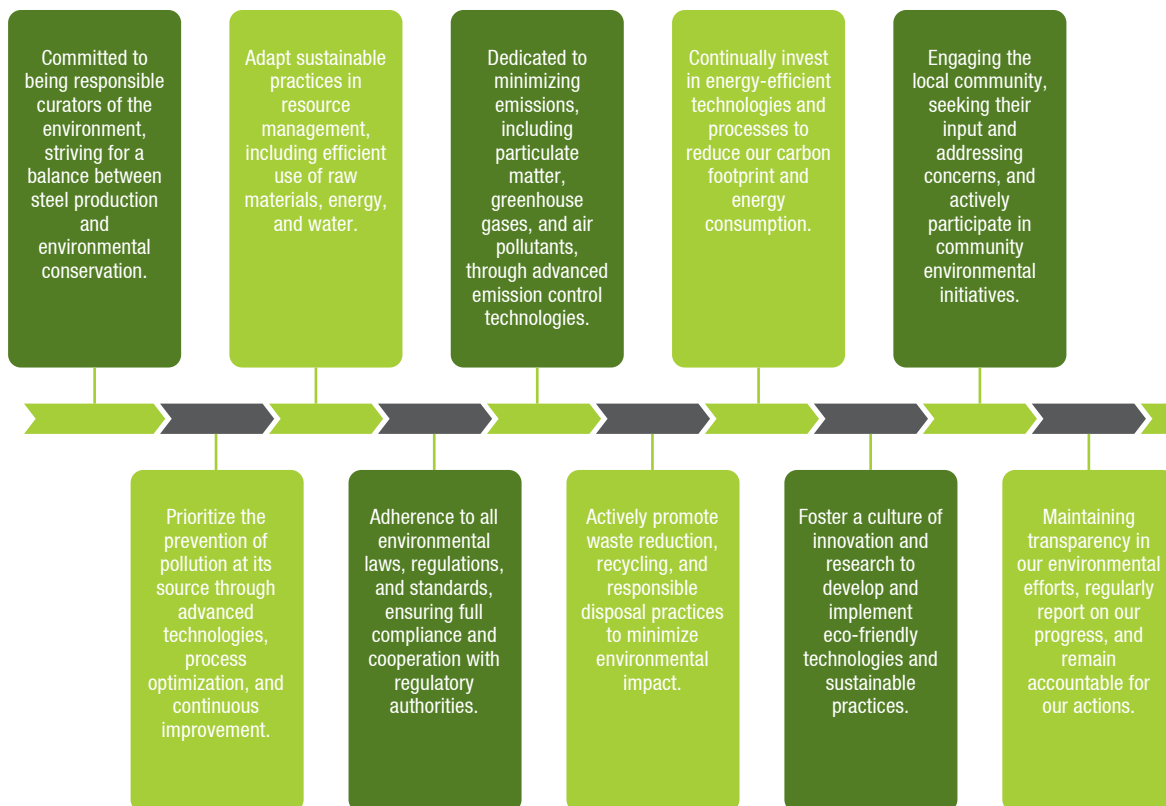 Committed to
being responsible
curators of the
environment,
striving for a
balance between
steel production
and
environmental
conservation.
Adapt sustainable
practices in
resource
management,
including efficient
use of raw
materials, energy,
and water.
Dedicated to
minimizing
emissions,
including
particulate
matter,
greenhouse
gases, and air
pollutants,
through advanced
emission control
technologies.
Continually invest
in energy-efficient
technologies and
processes to
reduce our carbon
footprint and
energy
consumption.
Engaging the
local community,
seeking their
input and
addressing
concerns, and
actively
participate in
community
environmental
initiatives.
Prioritize the
prevention of
pollution at its
source through
advanced
technologies,
process
optimization, and
continuous
improvement.
Adherence to all
environmental
laws, regulations,
and standards,
ensuring full
compliance and
cooperation with
regulatory
authorities.
Actively promote
waste reduction,
recycling, and
responsible
disposal practices
to minimize
environmental
impact.
Foster a culture of
innovation and
research to
develop and
implement
eco-friendly
technologies and
sustainable
practices.
Maintaining
transparency in
our environmental
efforts, regularly
report on our
progress, and
remain
accountable for
our actions.